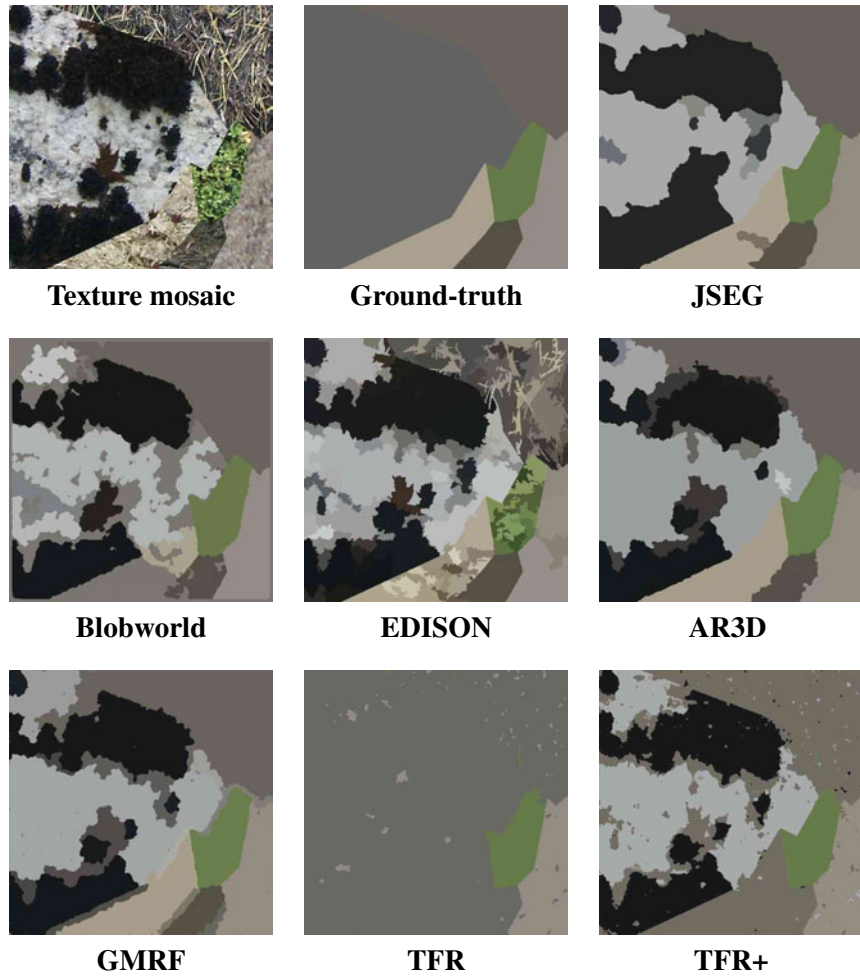 Texture mosaic
Ground-truth
JSEG
Blobworld
EDISON
AR3D
GMRF
TFR
TFR+